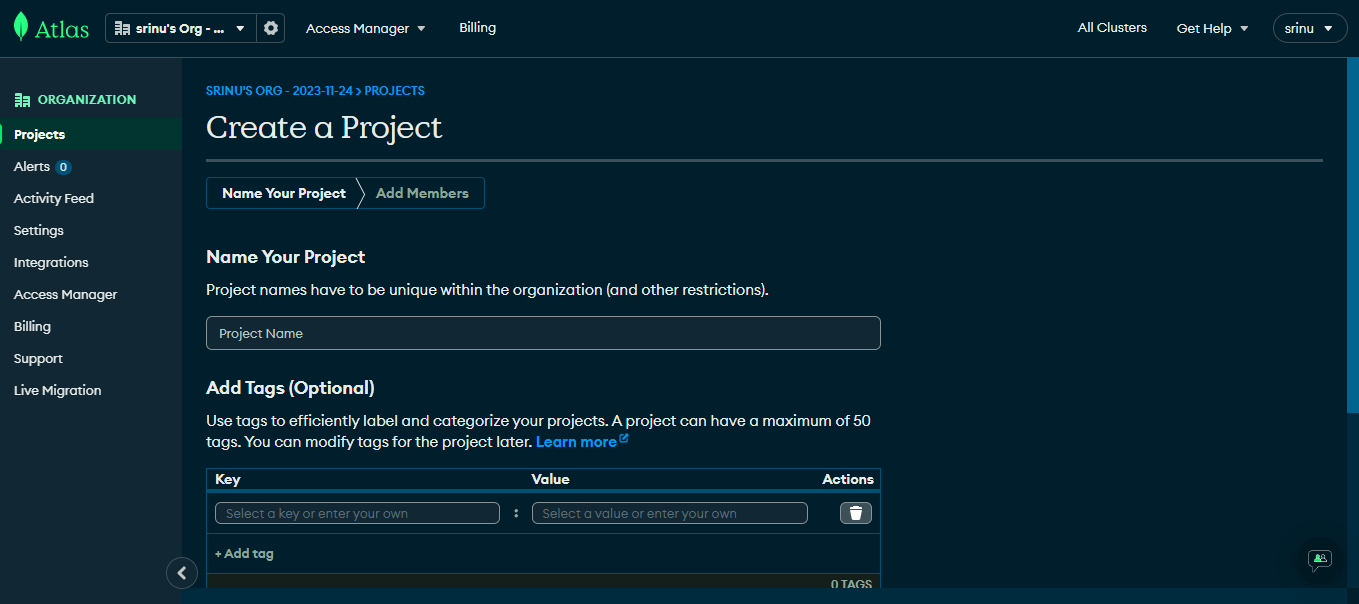 Atlas
srinu's Org - ...
Access Manager
Billing
All Clusters
Get Help
srinu
ORGANIZATION
Projects
Alerts 0
Activity Feed
Settings
Integrations
Access Manager
Billing
Support
Live Migration
SRINU'S ORG - 2023-11-24 > PROJECTS
Create a Project
Name Your Project
Add Members
Name Your Project
Project names have to be unique within the organization (and other restrictions).
Project Name
Add Tags (Optional)
Use tags to efficiently label and categorize your projects. A project can have a maximum of 50
tags. You can modify tags for the project later. Learn more
Key Value Actions
Select a key or enter your own : Select a value or enter your own
+ Add tag
0 TAGS